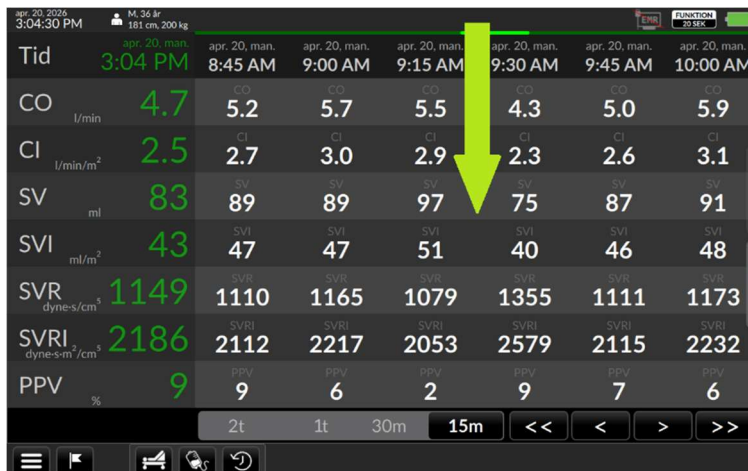 apr. 20, 2026
3:04:30 PM
M, 36 år
181 cm, 200 kg
EMR
FUNKTION
20 SEK
Tid
apr. 20, man.
3:04 PM
apr. 20, man. apr. 20, man. apr. 20, man. apr. 20, man. apr. 20, man. apr. 20, man.
8:45 AM 9:00 AM 9:15 AM 9:30 AM 9:45 AM 10:00 AM
CO l/min 4.7
CO CO CO CO CO CO
5.2 5.7 5.5 4.3 5.0 5.9
CI l/min/m² 2.5
CI CI CI CI CI CI
2.7 3.0 2.9 2.3 2.6 3.1
SV ml 83
SV SV SV SV SV SV
89 89 97 75 87 91
SVI ml/m² 43
SVI SVI SVI SVI SVI SVI
47 47 51 40 46 48
SVR dyne·s/cm⁵ 1149
SVR SVR SVR SVR SVR SVR
1110 1165 1079 1355 1111 1173
SVRI dyne·s·m²/cm⁵ 2186
SVRI SVRI SVRI SVRI SVRI SVRI
2112 2217 2053 2579 2115 2232
PPV % 9
PPV PPV PPV PPV PPV PPV
9 6 2 9 7 6
2t 1t 30m 15m << < > >>